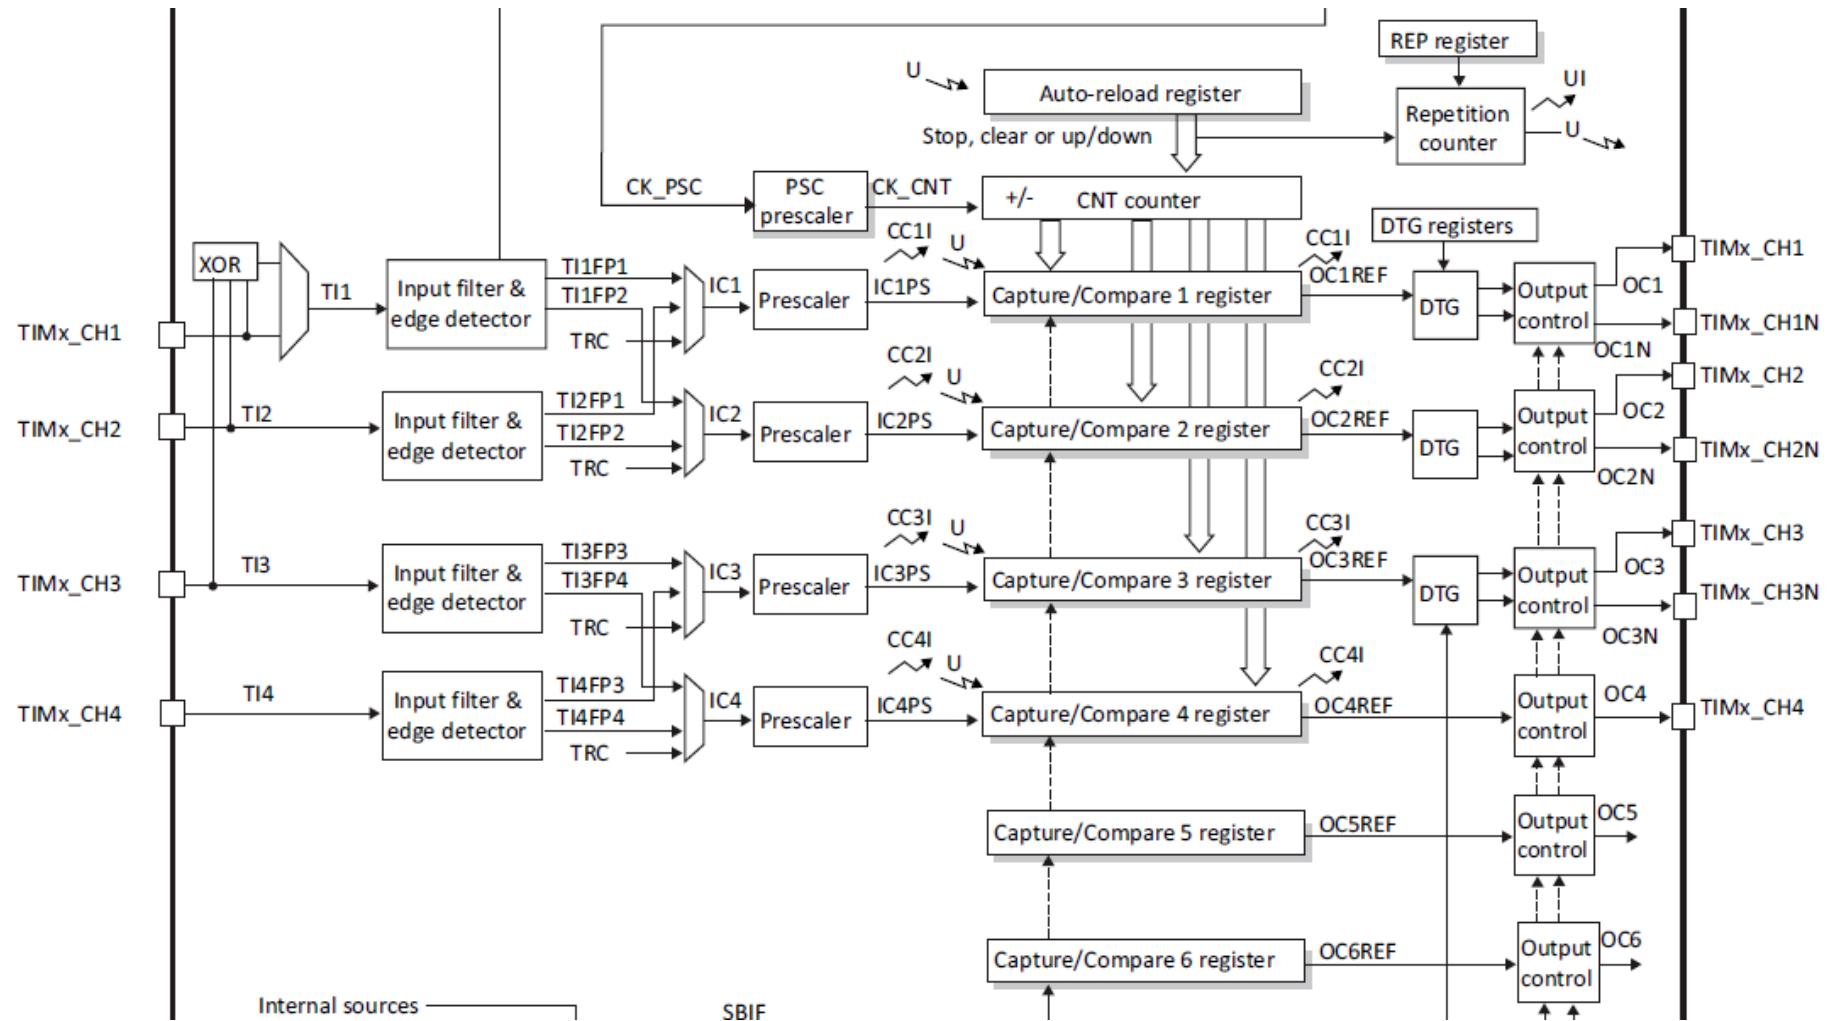 REP register
U
Auto-reload register
UI
Repetition
counter
U
Stop, clear or up/down
CK_PSC
PSC
prescaler
CK_CNT
+/-
CNT counter
DTG registers
XOR
TI1
Input filter &
edge detector
TI1FP1
TI1FP2
TRC
IC1
Prescaler
CC1I
U
IC1PS
Capture/Compare 1 register
CC1I
OC1REF
DTG
Output
control
OC1
OC1N
TIMx_CH1
TIMx_CH1N
TIMx_CH1
TIMx_CH2
TI2
Input filter &
edge detector
TI2FP1
TI2FP2
TRC
IC2
Prescaler
CC2I
U
IC2PS
Capture/Compare 2 register
CC2I
OC2REF
DTG
Output
control
OC2
OC2N
TIMx_CH2
TIMx_CH2N
TIMx_CH3
TI3
Input filter &
edge detector
TI3FP3
TI3FP4
TRC
IC3
Prescaler
CC3I
U
IC3PS
Capture/Compare 3 register
CC3I
OC3REF
DTG
Output
control
OC3
OC3N
TIMx_CH3
TIMx_CH3N
TIMx_CH4
TI4
Input filter &
edge detector
TI4FP3
TI4FP4
TRC
IC4
Prescaler
CC4I
U
IC4PS
Capture/Compare 4 register
CC4I
OC4REF
Output
control
OC4
TIMx_CH4
Capture/Compare 5 register
OC5REF
Output
control
OC5
Capture/Compare 6 register
OC6REF
Output
control
OC6
Internal sources
SBIF